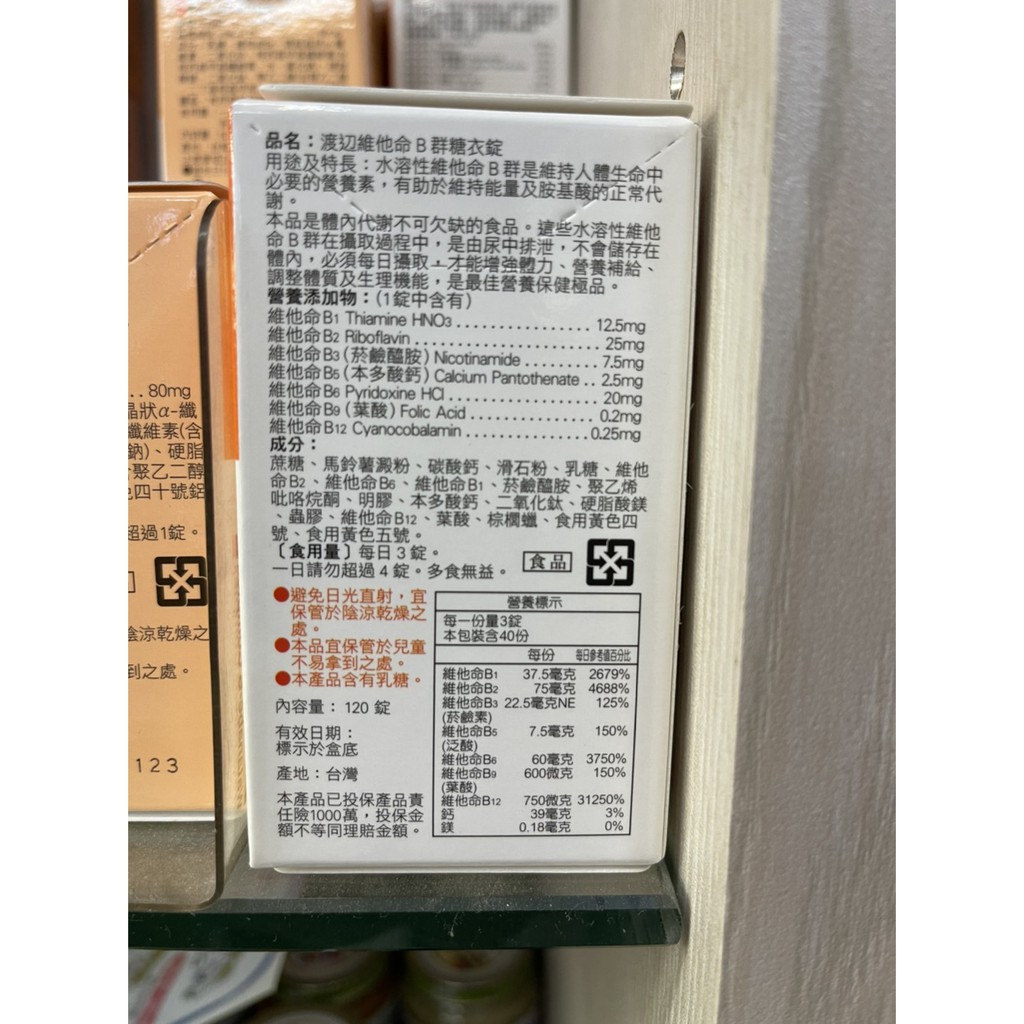 品名：渡辺維他命B群糖衣錠
用途及特長：水溶性維他命B群是維持人體生命中
必要的營養素，有助於維持能量及胺基酸的正常代
謝。
本品是體內代謝不可欠缺的食品。這些水溶性維他
命B群在攝取過程中，是由尿中排泄，不會儲存在
體內，必須每日攝取，才能增強體力、營養補給、
調整體質及生理機能，是最佳營養保健極品。
營養添加物：(1錠中含有)
維他命B1 Thiamine HNO3 ................ 12.5mg
維他命B2 Riboflavin ....................... 25mg
維他命B3(菸鹼醯胺) Nicotinamide ......... 7.5mg
維他命B5(本多酸鈣) Calcium Pantothenate .. 2.5mg
維他命B6 Pyridoxine HCl ................... 20mg
維他命B9(葉酸) Folic Acid ............... 0.2mg
維他命B12 Cyanocobalamin ............... 0.25mg
成分：
蔗糖、馬鈴薯澱粉、碳酸鈣、滑石粉、乳糖、維他
命B2、維他命B6、維他命B1、菸鹼醯胺、聚乙烯
吡咯烷酮、明膠、本多酸鈣、二氧化鈦、硬脂酸鎂
、蟲膠、維他命B12、葉酸、棕櫚蠟、食用黃色四
號、食用黃色五號。
〔食用量〕每日3錠。
一日請勿超過4錠。多食無益。
食品
●避免日光直射，宜
保管於陰涼乾燥之
處。
●本品宜保管於兒童
不易拿到之處。
●本產品含有乳糖。
內容量：120錠
有效日期：
標示於盒底
產地：台灣
本產品已投保產品責
任險1000萬，投保金
額不等同理賠金額。
營養標示
每一份量3錠
本包裝含40份
每份 每日參考值百分比
維他命B1 37.5毫克 2679%
維他命B2 75毫克 4688%
維他命B3 22.5毫克NE 125%
(菸鹼素)
維他命B5 7.5毫克 150%
(泛酸)
維他命B6 60毫克 3750%
維他命B9 600微克 150%
(葉酸)
維他命B12 750微克 31250%
鈣 39毫克 3%
鎂 0.18毫克 0%
.. 80mg
晶狀α-纖
纖維素(含
鈉)、硬脂
聚乙二醇
色四十號鋁
超過1錠。
陰涼乾燥之
到之處。
123